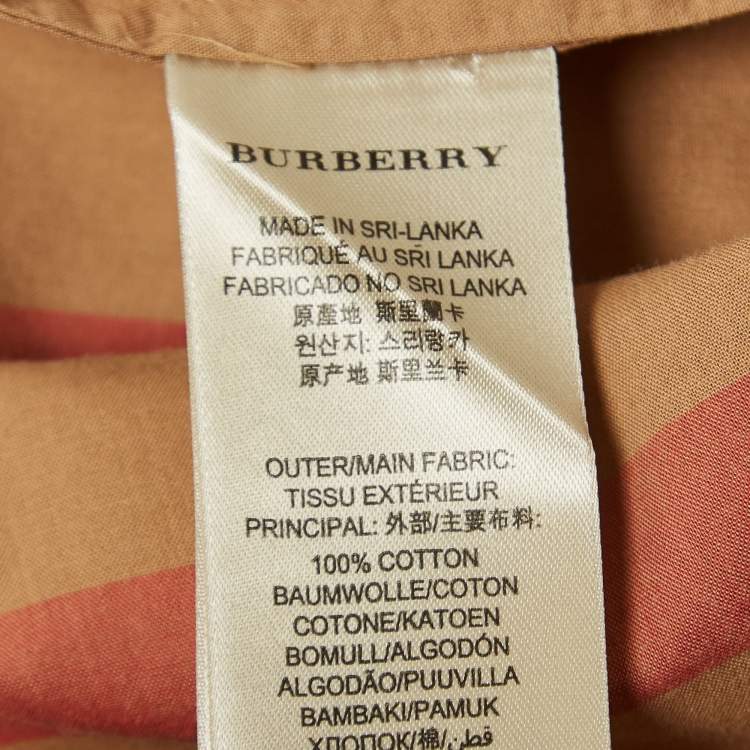 BURBERRY
MADE IN SRI-LANKA
FABRIQUÉ AU SRI LANKA
FABRICADO NO SRI LANKA
原產地 斯里蘭卡
원산지: 스리랑카
原产地 斯里兰卡
OUTER/MAIN FABRIC:
TISSU EXTÉRIEUR
PRINCIPAL: 外部/主要布料:
100% COTTON
BAUMWOLLE/COTON
COTONE/KATOEN
BOMULL/ALGODÓN
ALGODÃO/PUUVILLA
BAMBAKI/PAMUK
ХЛОПОК/棉/قطن